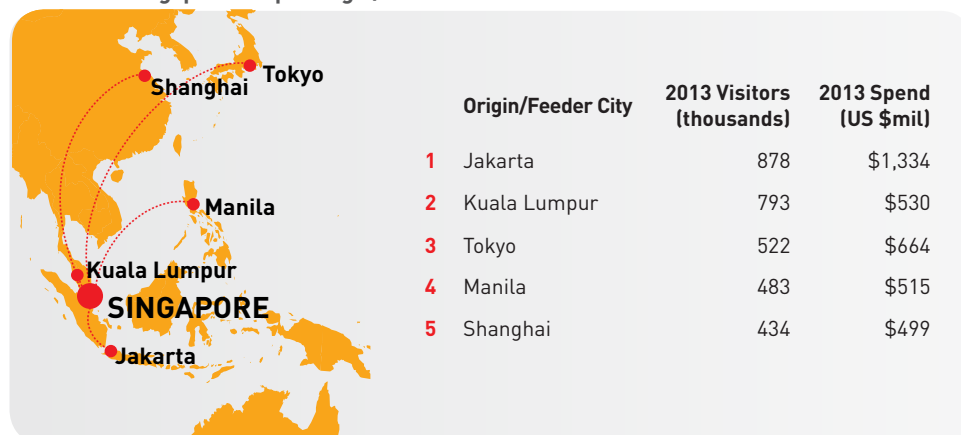 Shanghai
Tokyo
Manila
Kuala Lumpur
SINGAPORE
Jakarta
Origin/Feeder City 2013 Visitors (thousands) 2013 Spend (US $mil)
1 Jakarta 878 $1,334
2 Kuala Lumpur 793 $530
3 Tokyo 522 $664
4 Manila 483 $515
5 Shanghai 434 $499